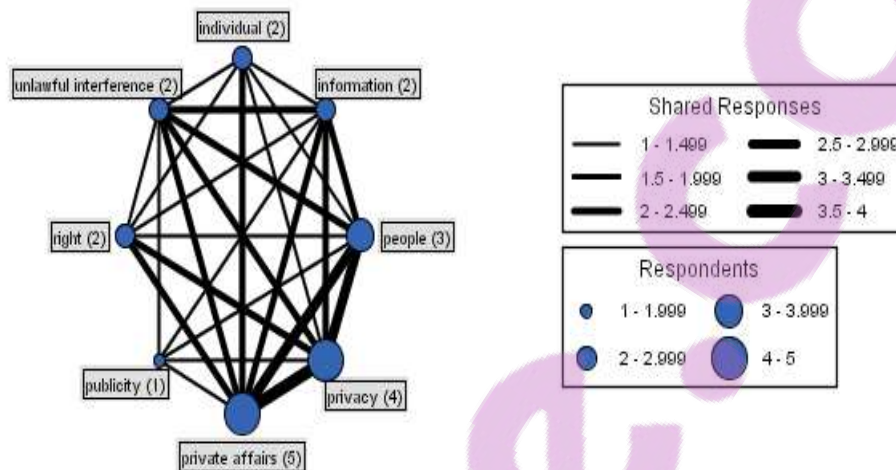 individual (2)
unlawful interference (2)
information (2)
right (2)
people (3)
publicity (1)
privacy (4)
private affairs (5)
Shared Responses
1 - 1.499
2.5 - 2.999
1.5 - 1.999
3 - 3.499
2 - 2.499
3.5 - 4
Respondents
1 - 1.999
3 - 3.999
2 - 2.999
4 - 5